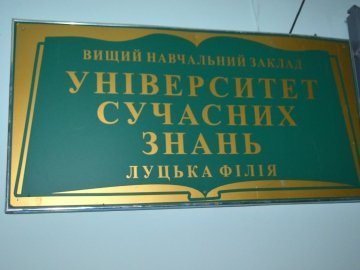 ВИЩИЙ НАВЧАЛЬНИЙ ЗАКЛАД
УНІВЕРСИТЕТ
СУЧАСНИХ
ЗНАНЬ
ЛУЦЬКА ФІЛІЯ